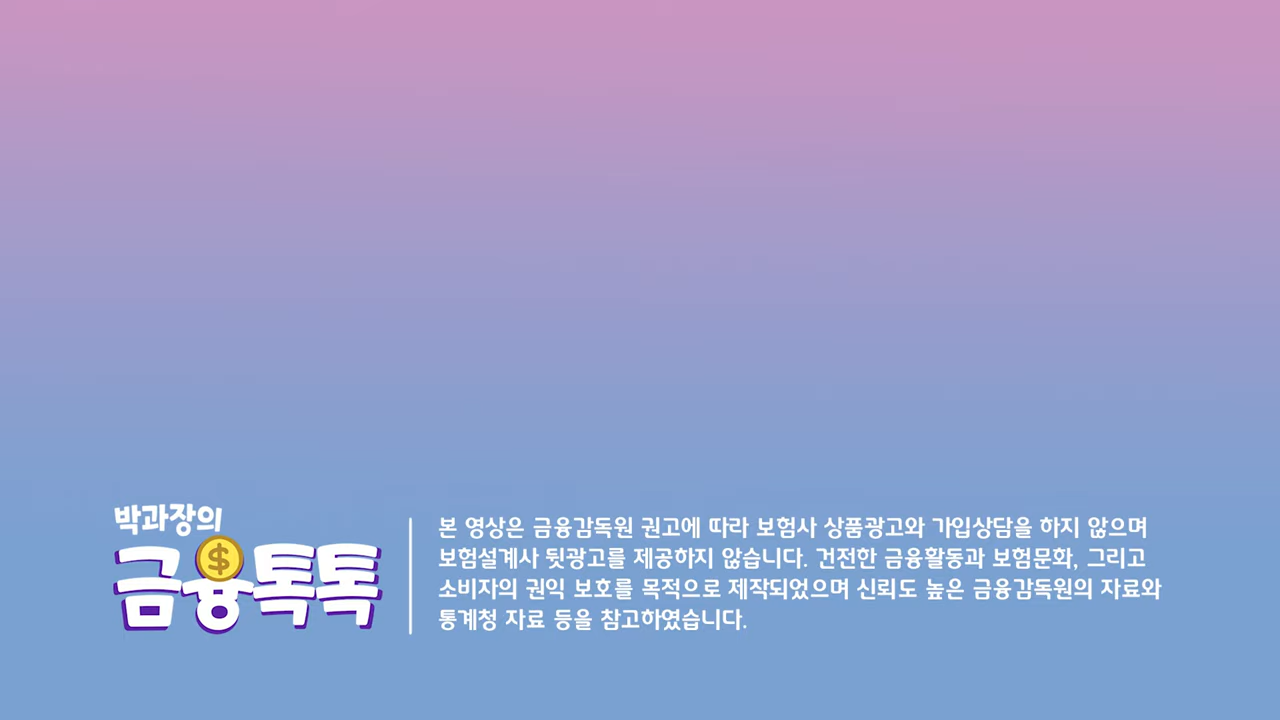 박과장의
금융톡톡
본 영상은 금융감독원 권고에 따라 보험사 상품광고와 가입상담을 하지 않으며
보험설계사 뒷광고를 제공하지 않습니다. 건전한 금융활동과 보험문화, 그리고
소비자의 권익 보호를 목적으로 제작되었으며 신뢰도 높은 금융감독원의 자료와
통계청 자료 등을 참고하였습니다.